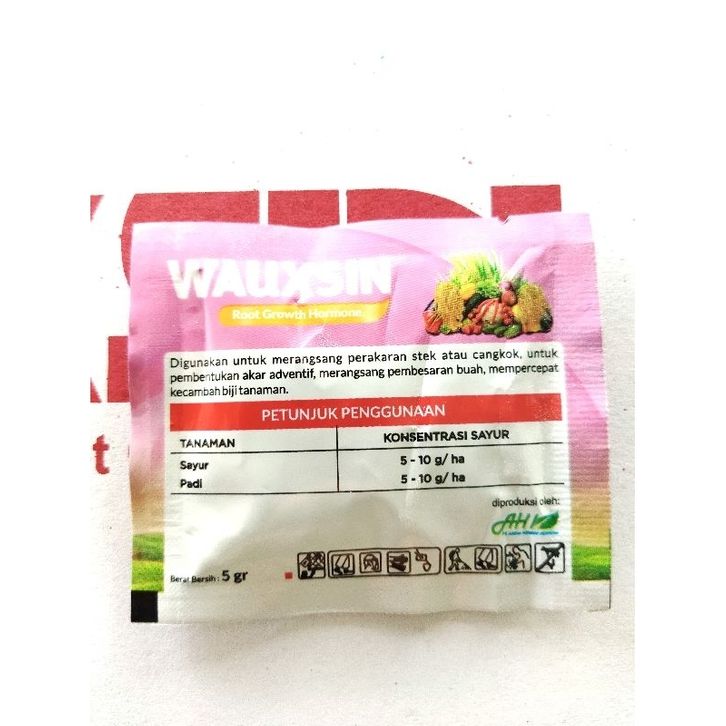 WAUXSIN
Root Growth Hormone
Digunakan untuk merangsang perakaran stek atau cangkok, untuk
pembentukan akar adventif, merangsang pembesaran buah, mempercepat
kecambah biji tanaman.
PETUNJUK PENGGUNAAN
TANAMAN KONSENTRASI SAYUR
Sayur 5 - 10 g/ ha
Padi 5 - 10 g/ ha
diproduksi oleh:
AHI
Berat Bersih : 5 gr